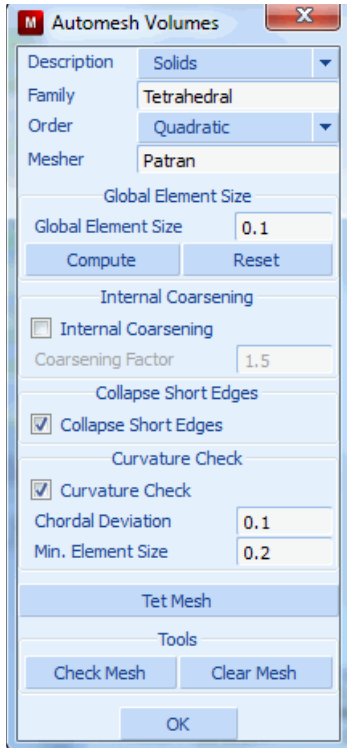 M Automesh Volumes X
Description Solids
Family Tetrahedral
Order Quadratic
Mesher Patran
Global Element Size
Global Element Size 0.1
Compute Reset
Internal Coarsening
Internal Coarsening
Coarsening Factor 1.5
Collapse Short Edges
Collapse Short Edges
Curvature Check
Curvature Check
Chordal Deviation 0.1
Min. Element Size 0.2
Tet Mesh
Tools
Check Mesh Clear Mesh
OK